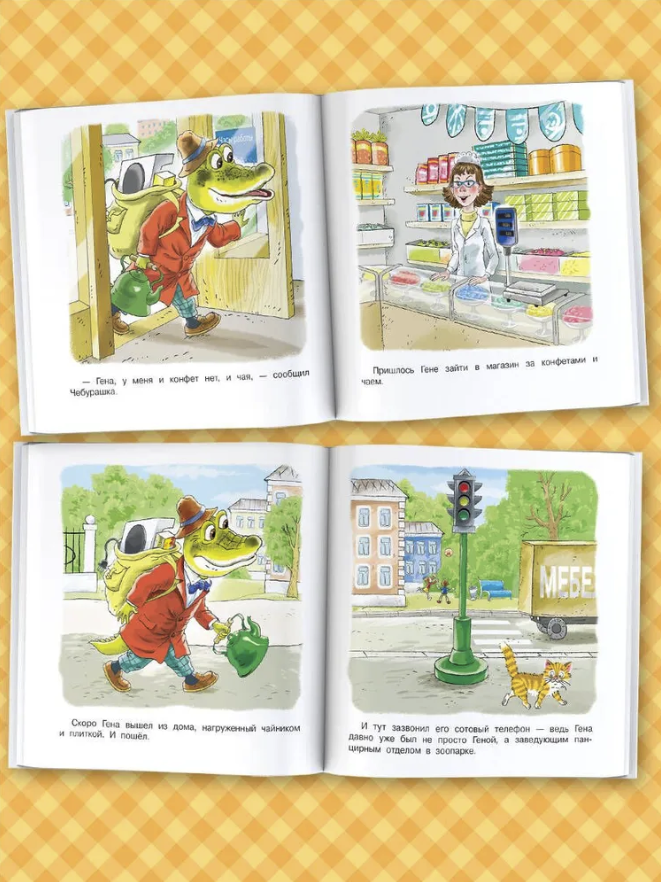 — Гена, у меня и конфет нет, и чая, — сообщил
Чебурашка.
Пришлось Гене зайти в магазин за конфетами и
чаем.
Скоро Гена вышел из дома, нагруженный чайником
и плиткой. И пошёл.
МЕБЕ
И тут зазвонил его сотовый телефон — ведь Гена
давно уже был не просто Геной, а заведующим пан-
цирным отделом в зоопарке.